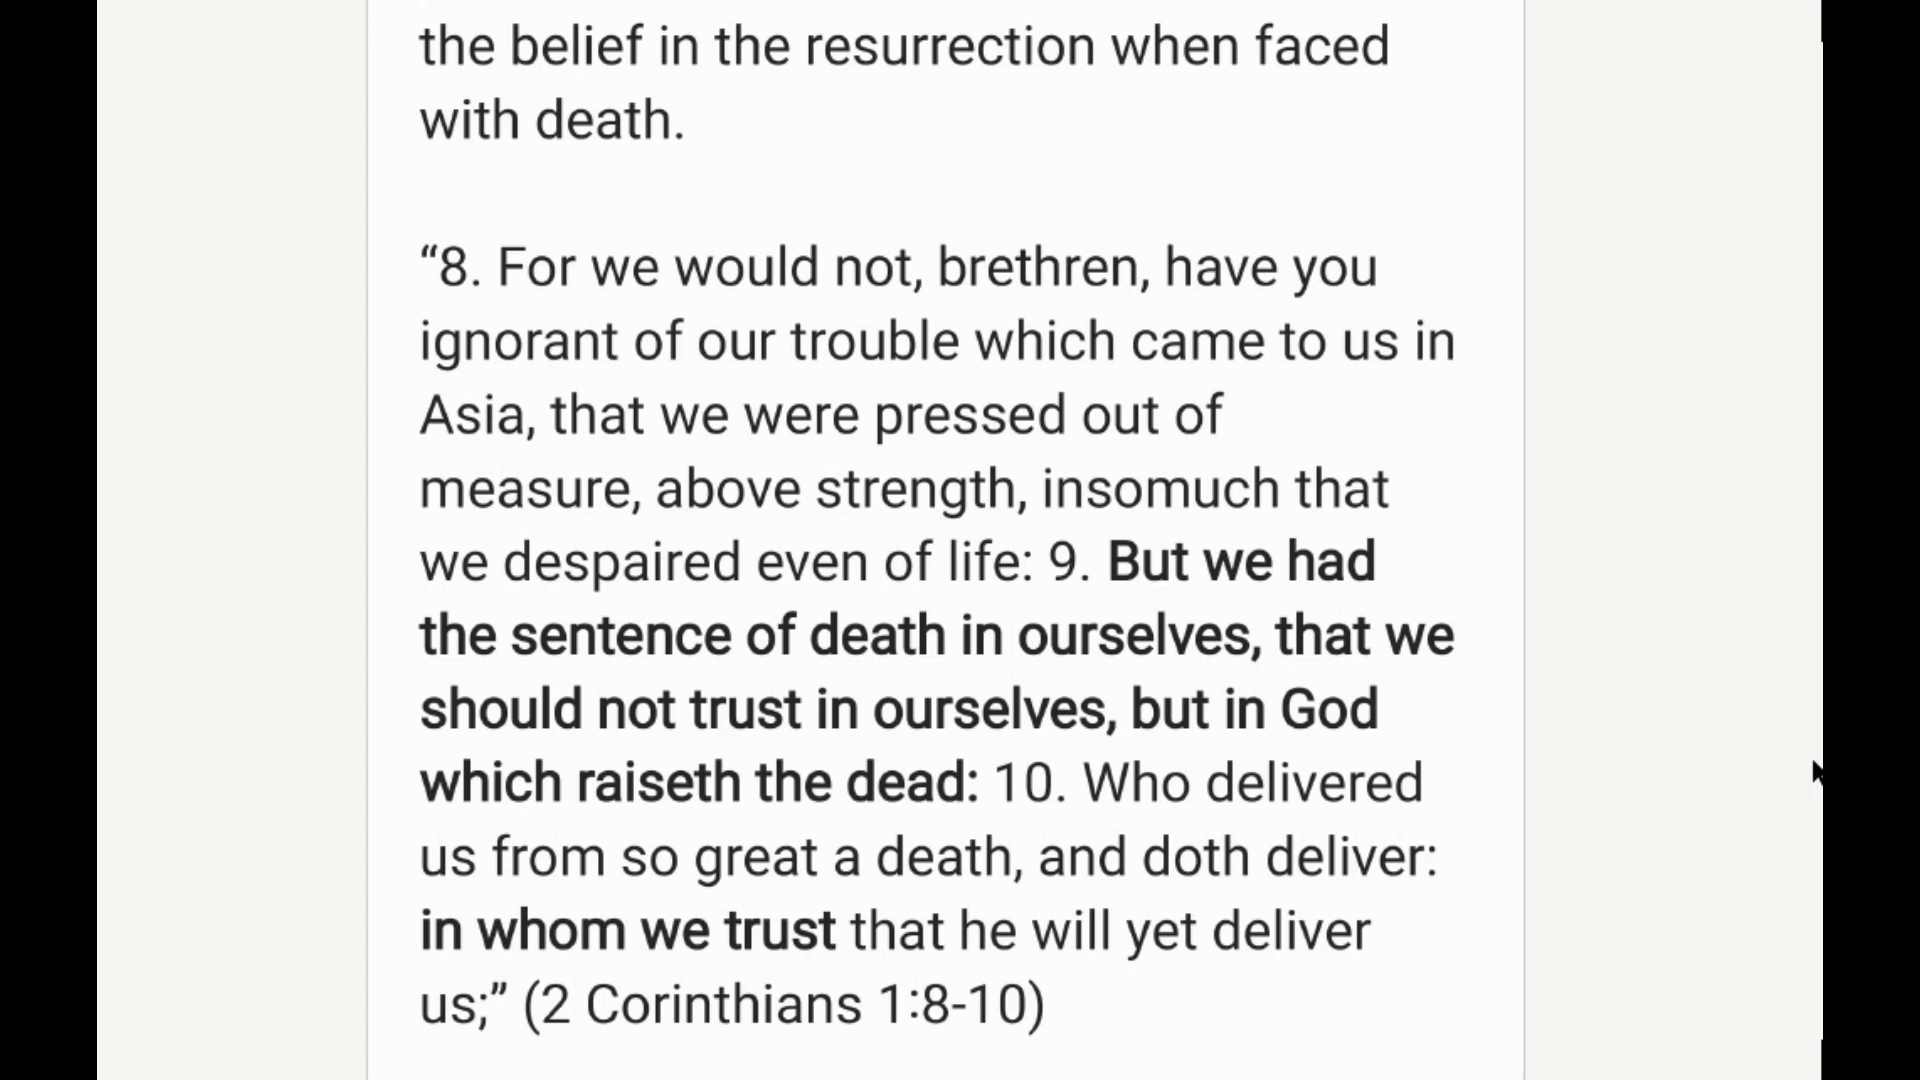 the belief in the resurrection when faced
with death.
“8. For we would not, brethren, have you
ignorant of our trouble which came to us in
Asia, that we were pressed out of
measure, above strength, insomuch that
we despaired even of life: 9. But we had
the sentence of death in ourselves, that we
should not trust in ourselves, but in God
which raiseth the dead: 10. Who delivered
us from so great a death, and doth deliver:
in whom we trust that he will yet deliver
us;” (2 Corinthians 1:8-10)